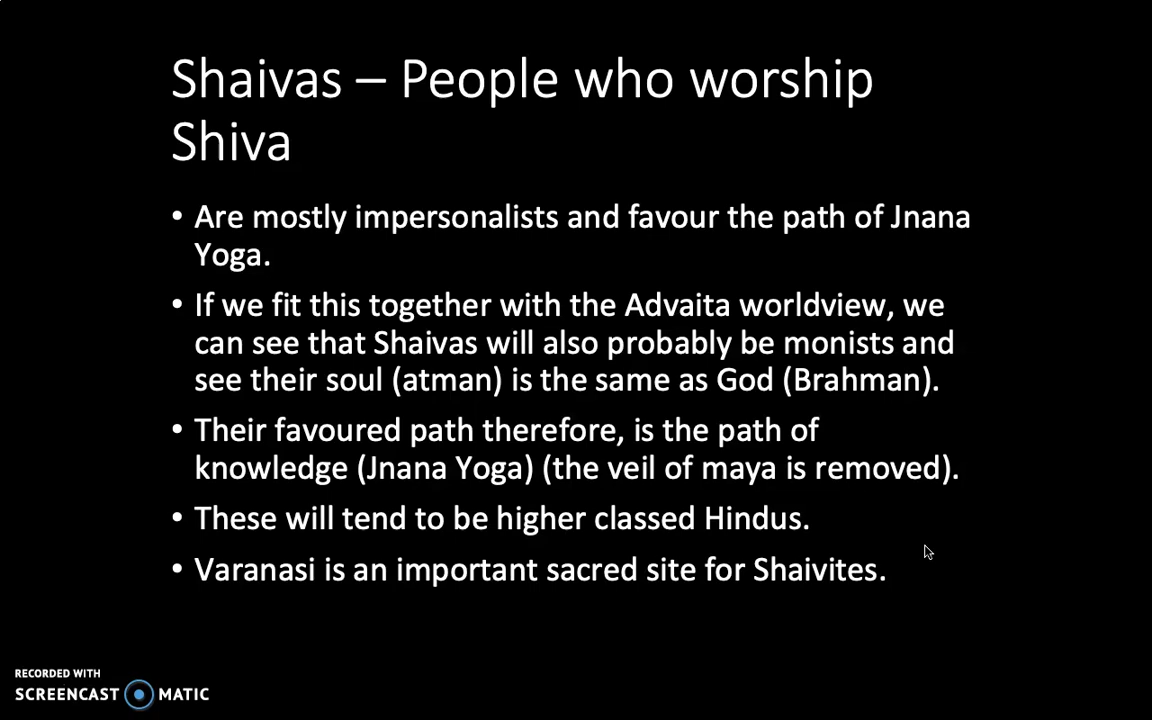 Shaivas – People who worship
Shiva
• Are mostly impersonalists and favour the path of Jnana
Yoga.
• If we fit this together with the Advaita worldview, we
can see that Shaivas will also probably be monists and
see their soul (atman) is the same as God (Brahman).
• Their favoured path therefore, is the path of
knowledge (Jnana Yoga) (the veil of maya is removed).
• These will tend to be higher classed Hindus.
• Varanasi is an important sacred site for Shaivites.
RECORDED WITH
SCREENCAST MATIC